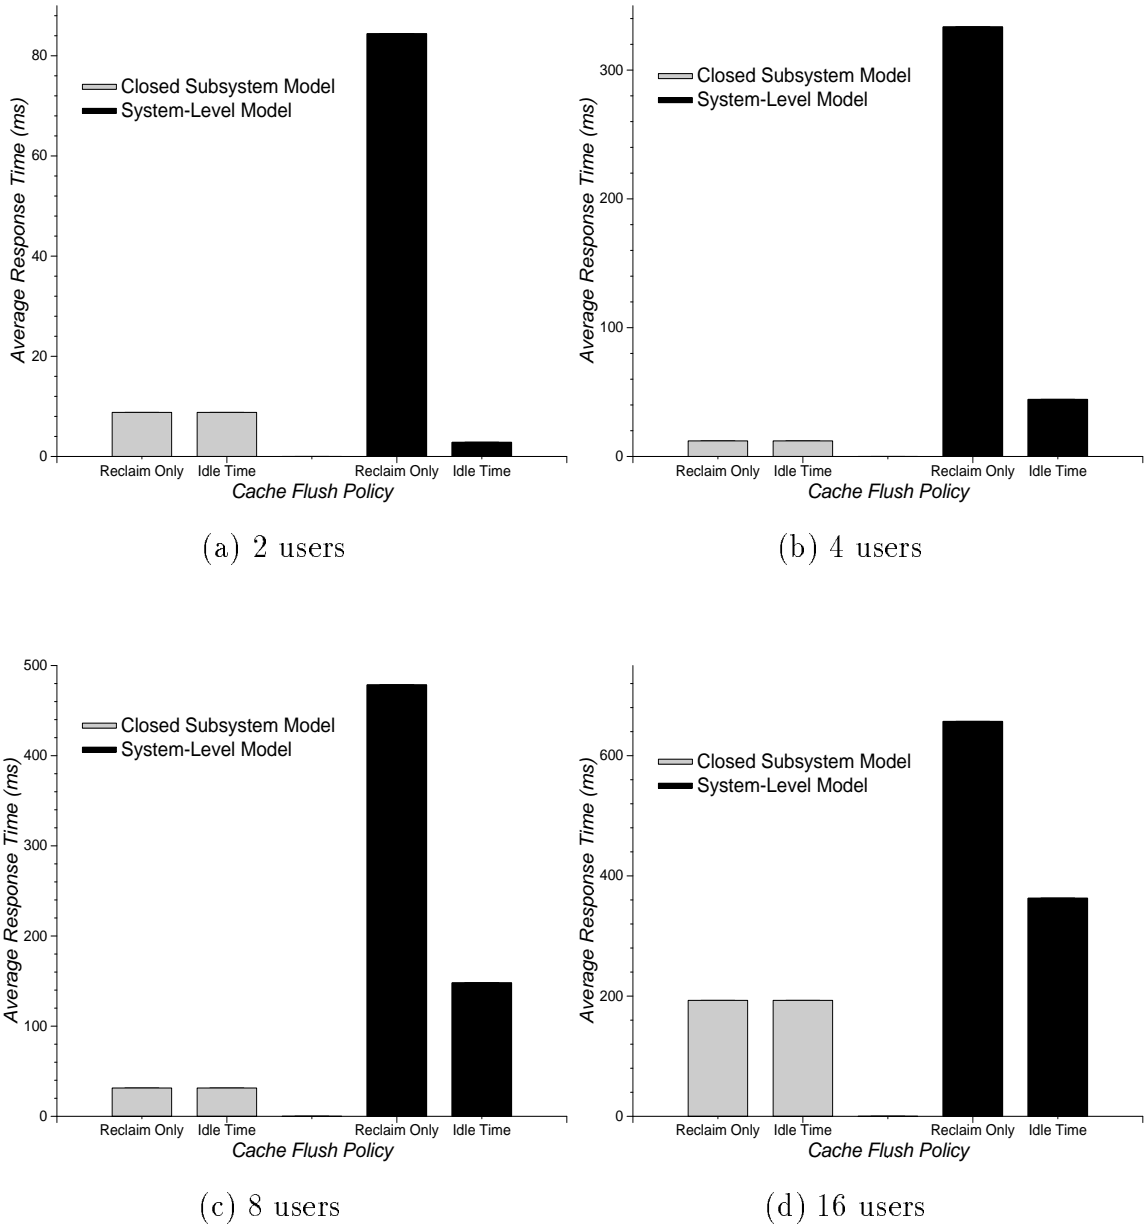 80
60
40
20
0
Average Response Time (ms)
Closed Subsystem Model
System-Level Model
Reclaim Only Idle Time Reclaim Only Idle Time
Cache Flush Policy
(a) 2 users
300
200
100
0
Average Response Time (ms)
Closed Subsystem Model
System-Level Model
Reclaim Only Idle Time Reclaim Only Idle Time
Cache Flush Policy
(b) 4 users
500
400
300
200
100
0
Average Response Time (ms)
Closed Subsystem Model
System-Level Model
Reclaim Only Idle Time Reclaim Only Idle Time
Cache Flush Policy
(c) 8 users
600
400
200
0
Average Response Time (ms)
Closed Subsystem Model
System-Level Model
Reclaim Only Idle Time Reclaim Only Idle Time
Cache Flush Policy
(d) 16 users